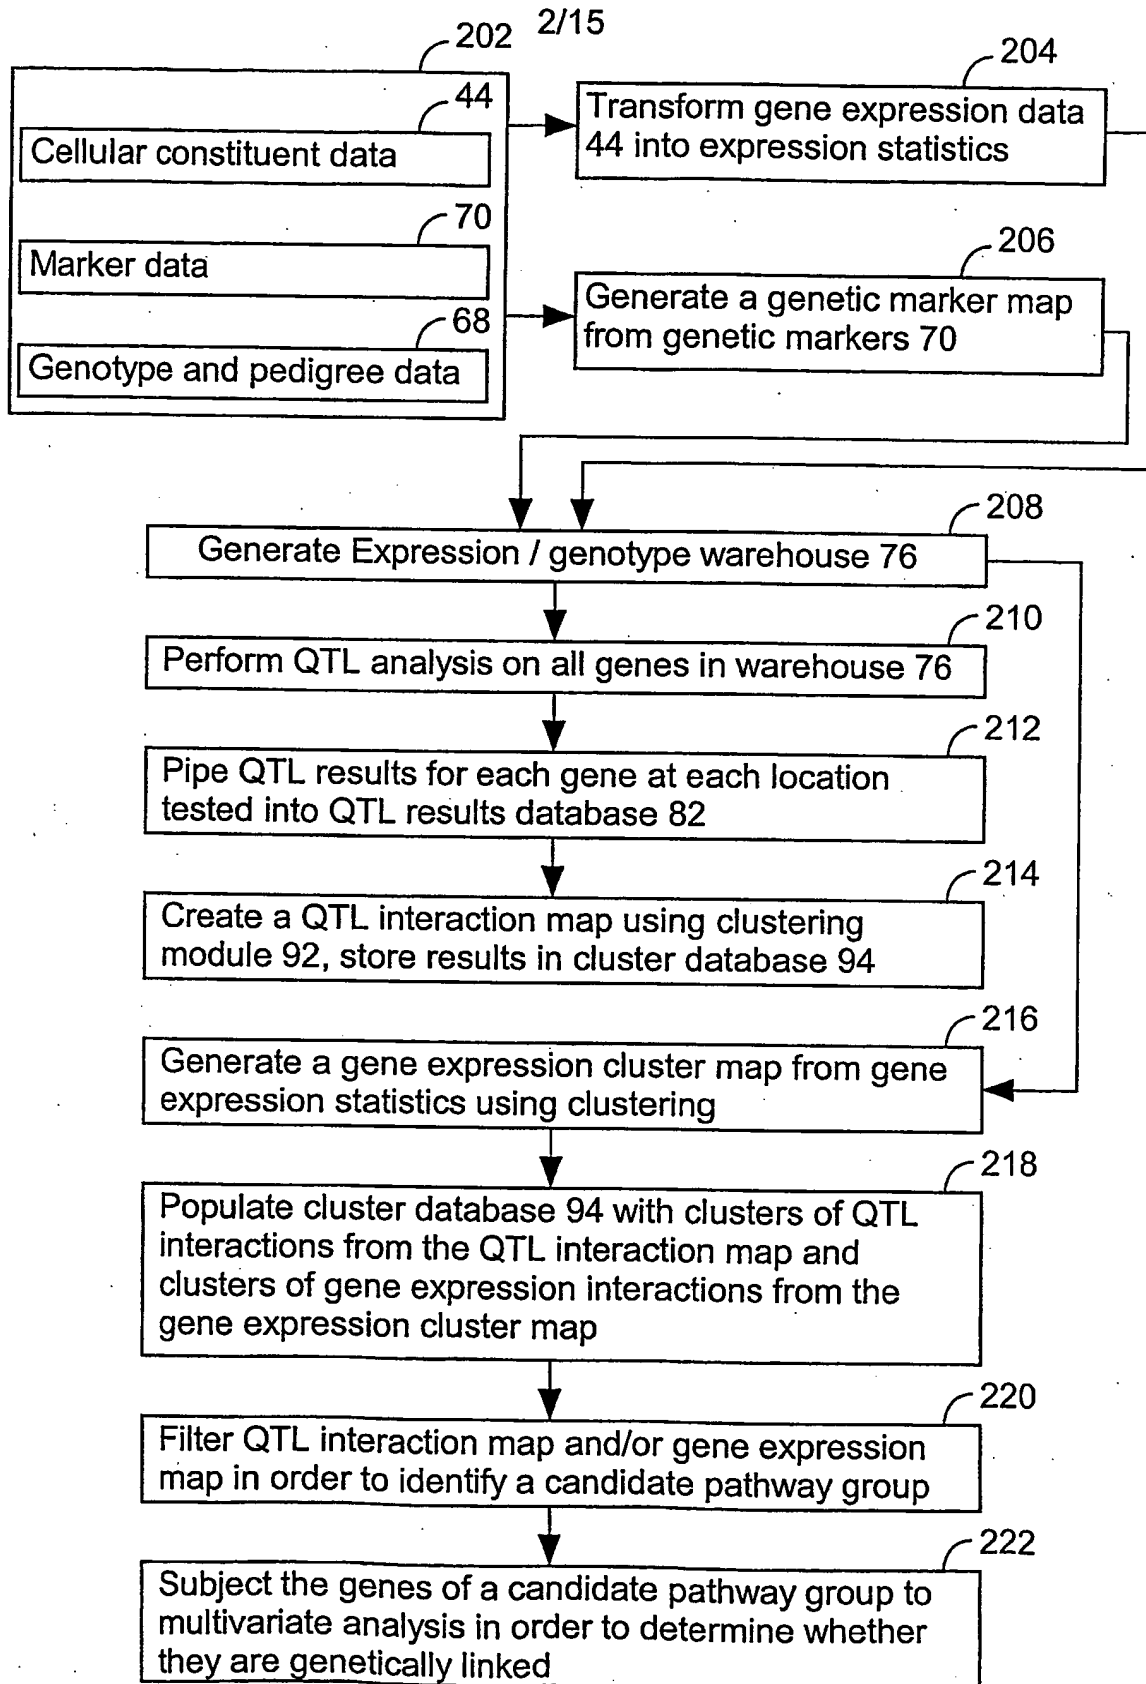 2/15
202
44
Cellular constituent data
70
Marker data
68
Genotype and pedigree data
204
Transform gene expression data
44 into expression statistics
206
Generate a genetic marker map
from genetic markers 70
208
Generate Expression / genotype warehouse 76
210
Perform QTL analysis on all genes in warehouse 76
212
Pipe QTL results for each gene at each location
tested into QTL results database 82
214
Create a QTL interaction map using clustering
module 92, store results in cluster database 94
216
Generate a gene expression cluster map from gene
expression statistics using clustering
218
Populate cluster database 94 with clusters of QTL
interactions from the QTL interaction map and
clusters of gene expression interactions from the
gene expression cluster map
220
Filter QTL interaction map and/or gene expression
map in order to identify a candidate pathway group
222
Subject the genes of a candidate pathway group to
multivariate analysis in order to determine whether
they are genetically linked